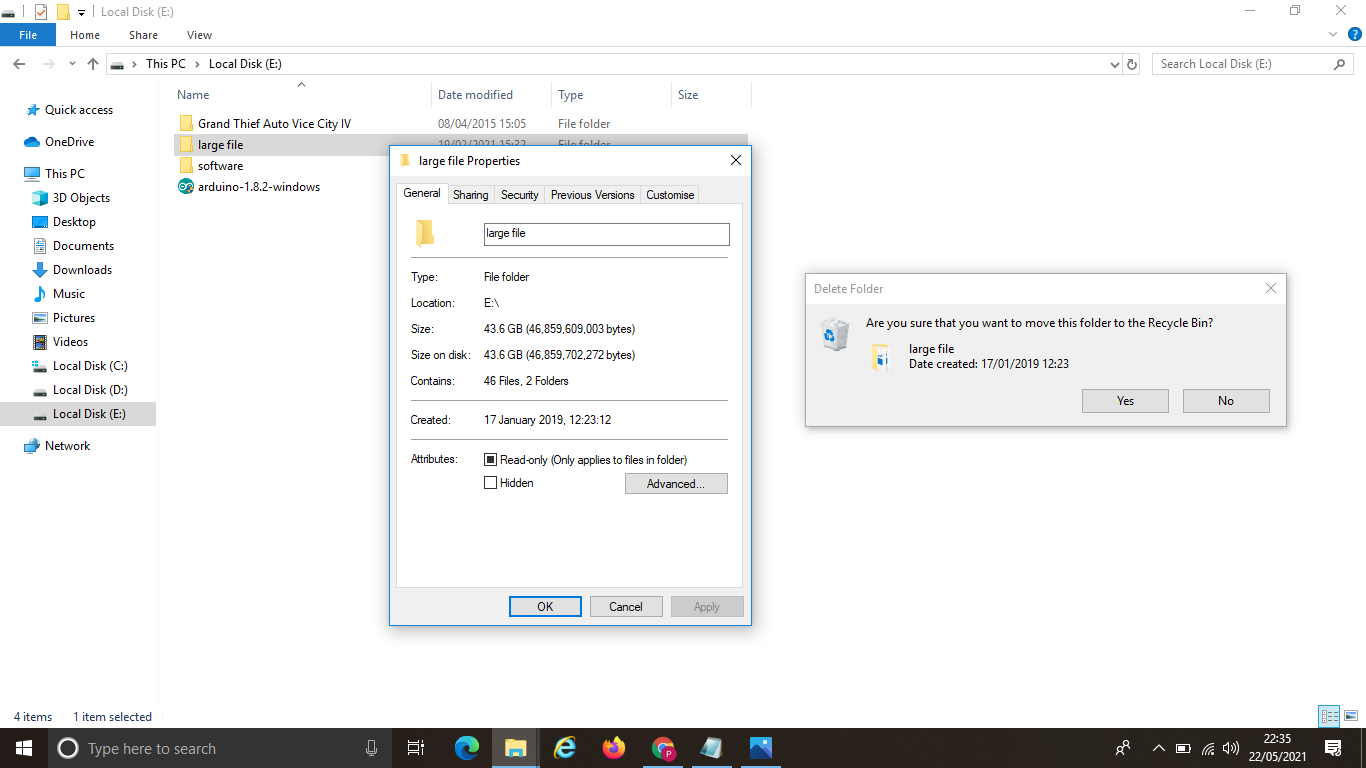 Local Disk (E:)
File Home Share View
This PC Local Disk (E:)
Search Local Disk (E:)
Name Date modified Type Size
Quick access
OneDrive
This PC
3D Objects
Desktop
Documents
Downloads
Music
Pictures
Videos
Local Disk (C:)
Local Disk (D:)
Local Disk (E:)
Network
Grand Thief Auto Vice City IV 08/04/2015 15:05 File folder
large file 19/02/2021 15:32 File folder
software
arduino-1.8.2-windows
large file Properties
General Sharing Security Previous Versions Customise
large file
Type: File folder
Location: E:\
Size: 43.6 GB (46,859,609,003 bytes)
Size on disk: 43.6 GB (46,859,702,272 bytes)
Contains: 46 Files, 2 Folders
Created: 17 January 2019, 12:23:12
Attributes: Read-only (Only applies to files in folder)
Hidden Advanced...
OK Cancel Apply
Delete Folder
Are you sure that you want to move this folder to the Recycle Bin?
large file
Date created: 17/01/2019 12:23
Yes No
4 items 1 item selected
Type here to search
P
22:35
22/05/2021